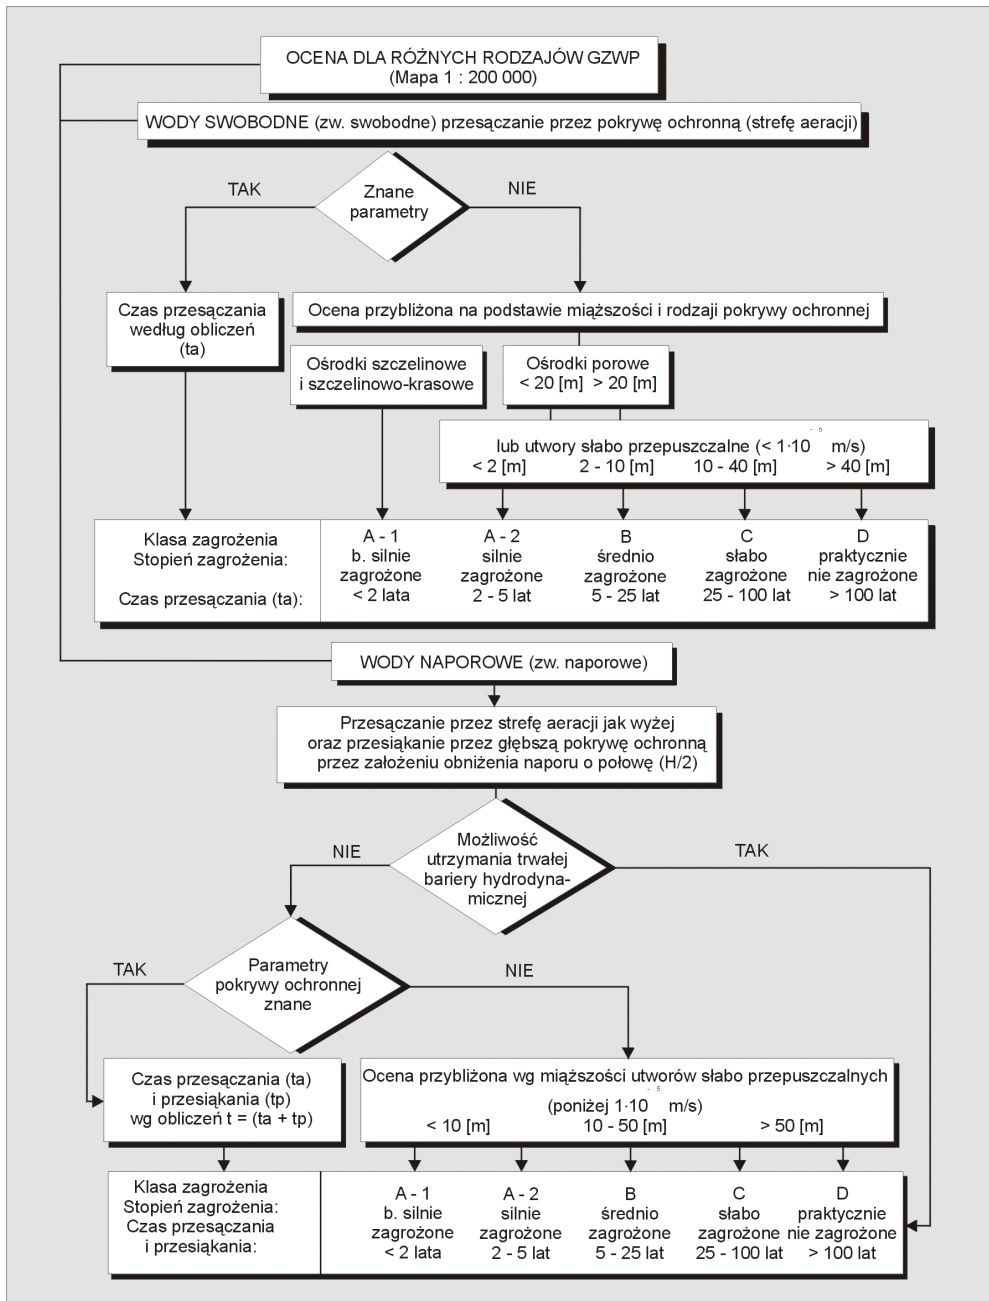 OCENA DLA RÓŻNYCH RODZAJÓW GZWP
(Mapa 1 : 200 000)
WODY SWOBODNE (zw. swobodne) przesączanie przez pokrywę ochronną (strefę aeracji)
TAK
Znane
parametry
NIE
Czas przesączania
według obliczeń
(ta)
Ocena przybliżona na podstawie miąższości i rodzaji pokrywy ochronnej
Ośrodki szczelinowe
i szczelinowo-krasowe
Ośrodki porowe
< 20 [m] > 20 [m]
lub utwory słabo przepuszczalne (< 1·10⁻⁵ m/s)
< 2 [m] 2 - 10 [m] 10 - 40 [m] > 40 [m]
Klasa zagrożenia
Stopień zagrożenia:
Czas przesączania (ta):
A - 1
b. silnie
zagrożone
< 2 lata
A - 2
silnie
zagrożone
2 - 5 lat
B
średnio
zagrożone
5 - 25 lat
C
słabo
zagrożone
25 - 100 lat
D
praktycznie
nie zagrożone
> 100 lat
WODY NAPOROWE (zw. naporowe)
Przesączanie przez strefę aeracji jak wyżej
oraz przesiąkanie przez głębszą pokrywę ochronną
przez założeniu obniżenia naporu o połowę (H/2)
NIE
Możliwość
utrzymania trwałej
bariery hydrodyna-
micznej
TAK
TAK
Parametry
pokrywy ochronnej
znane
NIE
Czas przesączania (ta)
i przesiąkania (tp)
wg obliczeń t = (ta + tp)
Ocena przybliżona wg miąższości utworów słabo przepuszczalnych
(poniżej 1·10⁻⁵ m/s)
< 10 [m] 10 - 50 [m] > 50 [m]
Klasa zagrożenia
Stopień zagrożenia:
Czas przesączania
i przesiąkania:
A - 1
b. silnie
zagrożone
< 2 lata
A - 2
silnie
zagrożone
2 - 5 lat
B
średnio
zagrożone
5 - 25 lat
C
słabo
zagrożone
25 - 100 lat
D
praktycznie
nie zagrożone
> 100 lat